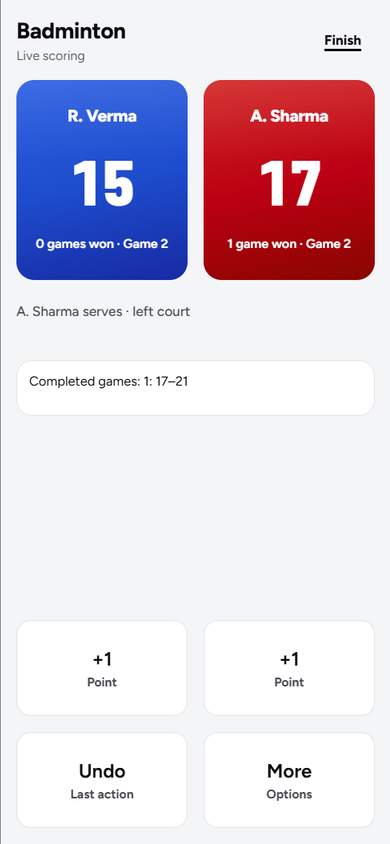 Badminton
Live scoring
Finish
R. Verma
15
0 games won · Game 2
A. Sharma
17
1 game won · Game 2
A. Sharma serves · left court
Completed games: 1: 17–21
+1
Point
+1
Point
Undo
Last action
More
Options